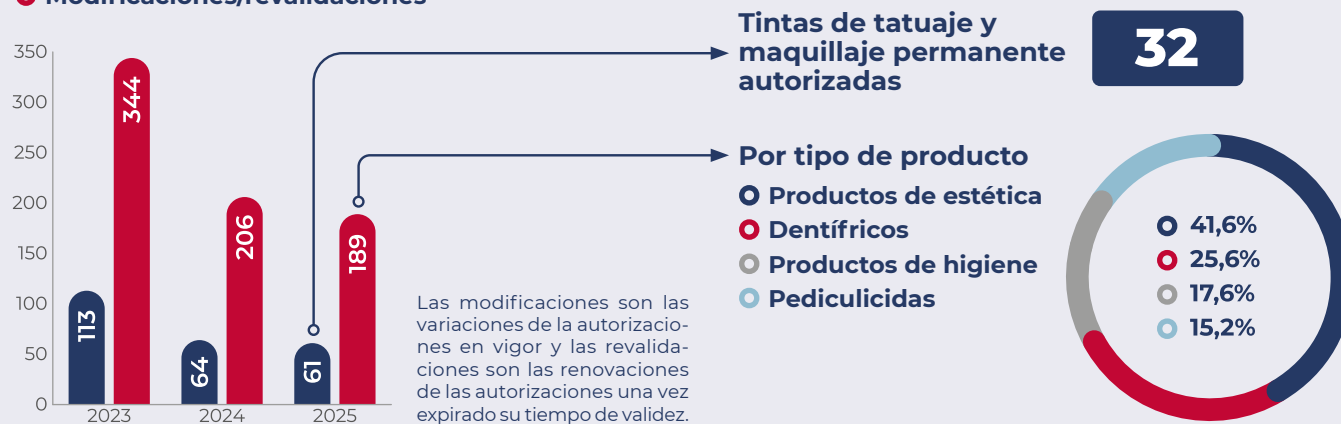 Modificaciones/revalidaciones
350
300
250
200
150
100
50
0
113
344
64
206
61
189
2023
2024
2025
Las modificaciones son las
variaciones de la autorizacio-
nes en vigor y las revalida-
ciones son las renovaciones
de las autorizaciones una vez
expirado su tiempo de validez.
Tintas de tatuaje y
maquillaje permanente
autorizadas
32
Por tipo de producto
Productos de estética
Dentífricos
Productos de higiene
Pediculicidas
41,6%
25,6%
17,6%
15,2%